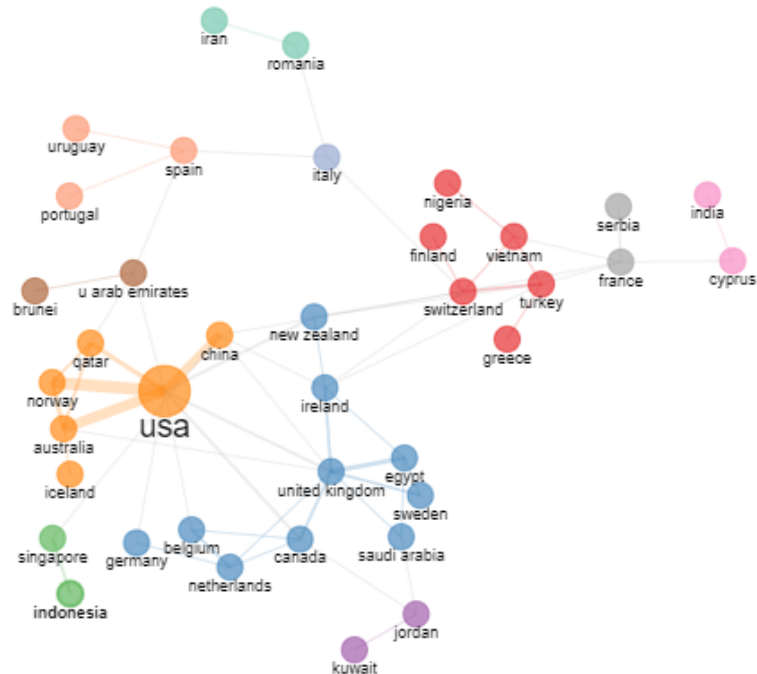 iran
romania
uruguay
spain
italy
portugal
nigeria
serbia
india
finland
vietnam
france
cyprus
u arab emirates
brunei
switzerland
turkey
new zealand
china
qatar
greece
norway
usa
ireland
australia
iceland
united kingdom
egypt
sweden
singapore
germany
belgium
canada
saudi arabia
netherlands
indonesia
jordan
kuwait